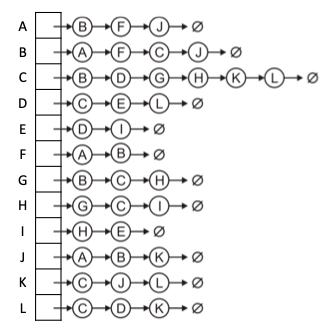 A B F J ∅
B A F C J ∅
C B D G H K L ∅
D C E L ∅
E D I ∅
F A B ∅
G B C H ∅
H G C I ∅
I H E ∅
J A B K ∅
K C J L ∅
L C D K ∅